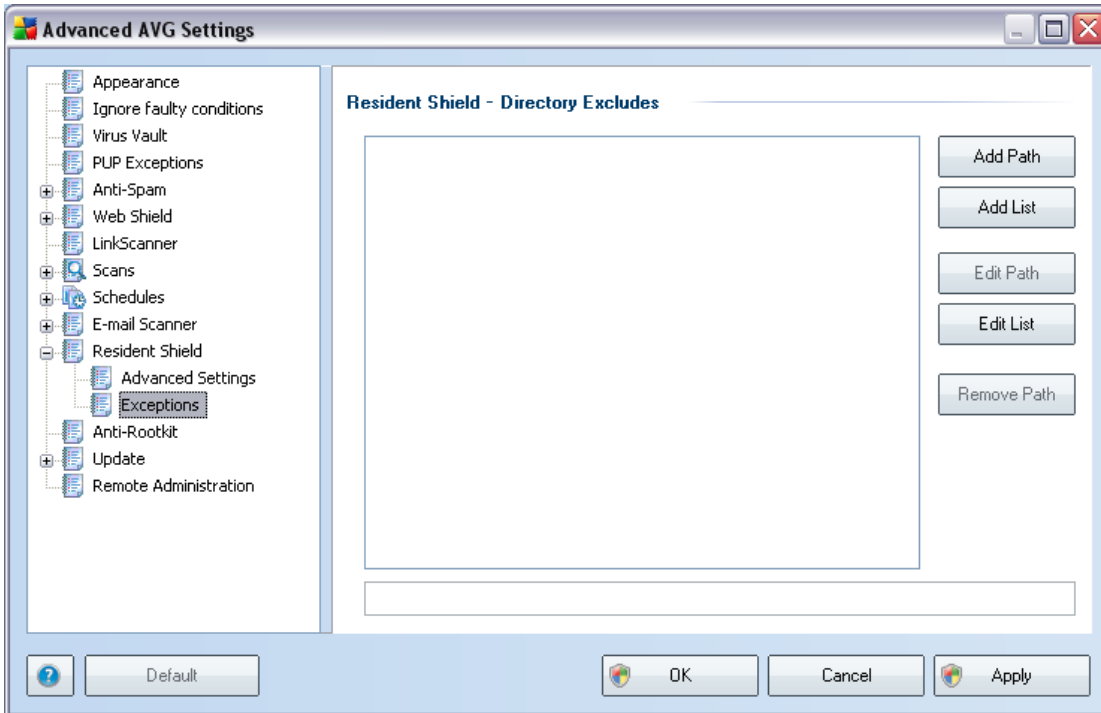 Advanced AVG Settings
Appearance
Ignore faulty conditions
Virus Vault
PUP Exceptions
Anti-Spam
Web Shield
LinkScanner
Scans
Schedules
E-mail Scanner
Resident Shield
Advanced Settings
Exceptions
Anti-Rootkit
Update
Remote Administration
Resident Shield - Directory Excludes
Add Path
Add List
Edit Path
Edit List
Remove Path
Default
OK
Cancel
Apply